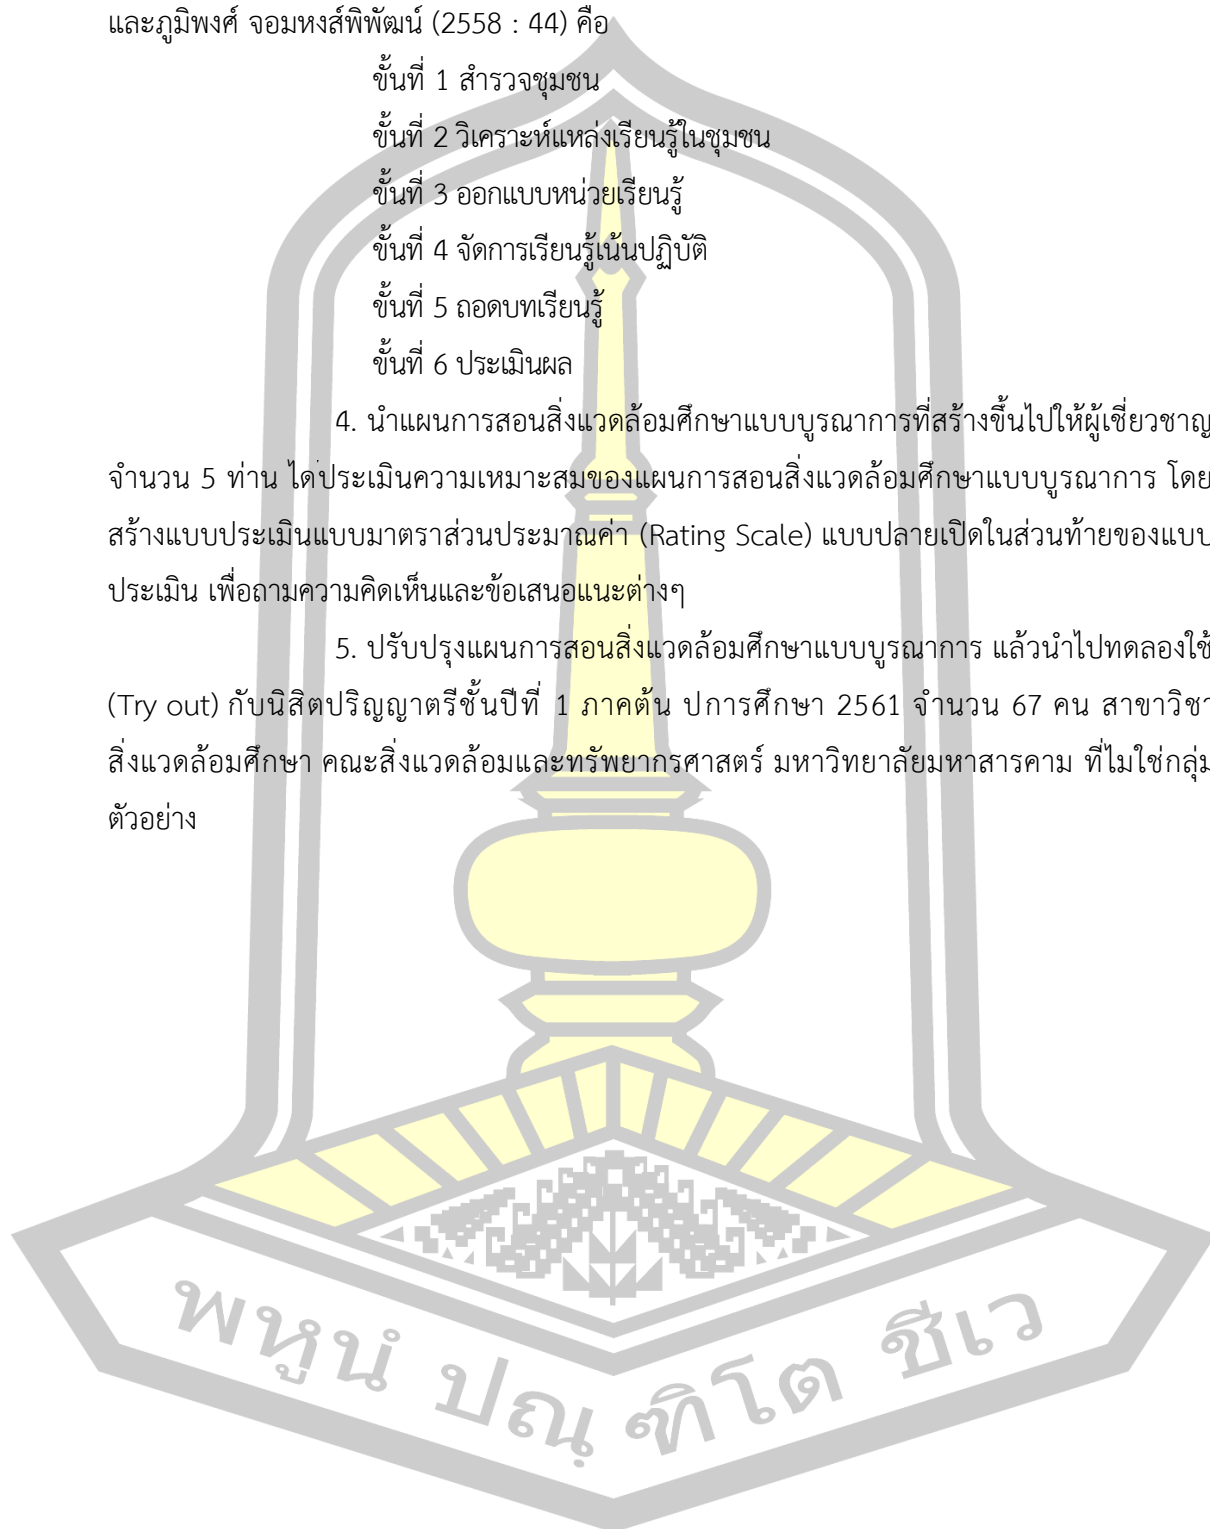 และภูมิพงศ์ จอมหงส์พิพัฒน์ (2558 : 44) คือ
ขั้นที่ 1 สำรวจชุมชน
ขั้นที่ 2 วิเคราะห์แหล่งเรียนรู้ในชุมชน
ขั้นที่ 3 ออกแบบหน่วยเรียนรู้
ขั้นที่ 4 จัดการเรียนรู้เน้นปฏิบัติ
ขั้นที่ 5 ถอดบทเรียนรู้
ขั้นที่ 6 ประเมินผล
4. นำแผนการสอนสิ่งแวดล้อมศึกษาแบบบูรณาการที่สร้างขึ้นไปให้ผู้เชี่ยวชาญ
จำนวน 5 ท่าน ได่ประเมินความเหมาะสมของแผนการสอนสิ่งแวดล้อมศึกษาแบบบูรณาการ โดย
สร้างแบบประเมินแบบมาตราส่วนประมาณค่า (Rating Scale) แบบปลายเปิดในส่วนท้ายของแบบ
ประเมิน เพื่อถามความคิดเห็นและข้อเสนอแนะต่างๆ
5. ปรับปรุงแผนการสอนสิ่งแวดล้อมศึกษาแบบบูรณาการ แล้วนำไปทดลองใช้
(Try out) กับนิสิตปริญญาตรีชั้นปีที่ 1 ภาคต้น ปการศึกษา 2561 จำนวน 67 คน สาขาวิชา
สิ่งแวดล้อมศึกษา คณะสิ่งแวดล้อมและทรัพยากรศาสตร์ มหาวิทยาลัยมหาสารคาม ที่ไมใช่กลุ่ม
ตัวอย่าง
พหูนํ ปณฺ ฑิโต ชีเว